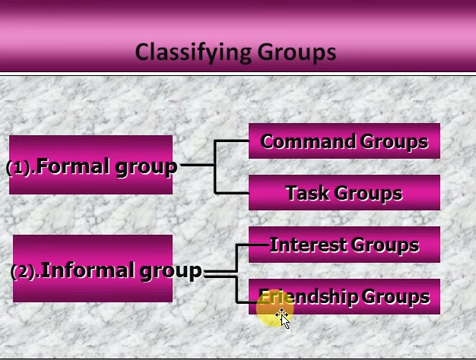 Classifying Groups
(1).Formal group
Command Groups
Task Groups
(2).Informal group
Interest Groups
Friendship Groups